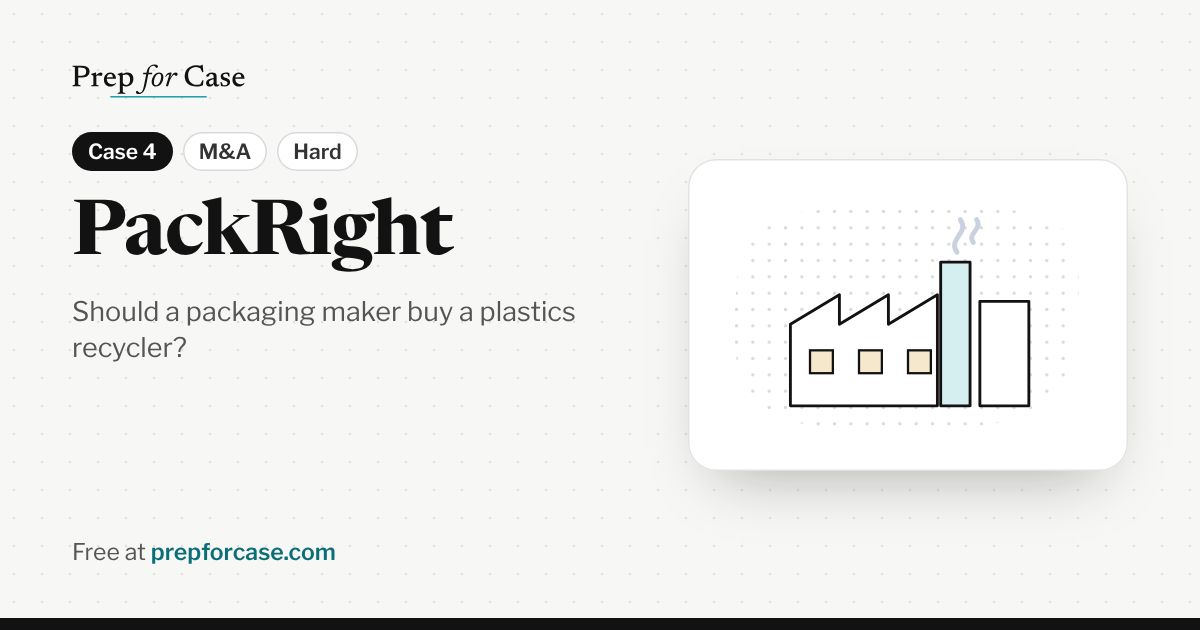 Prep for Case
Case 4 M&A Hard
PackRight
Should a packaging maker buy a plastics
recycler?
Free at prepforcase.com